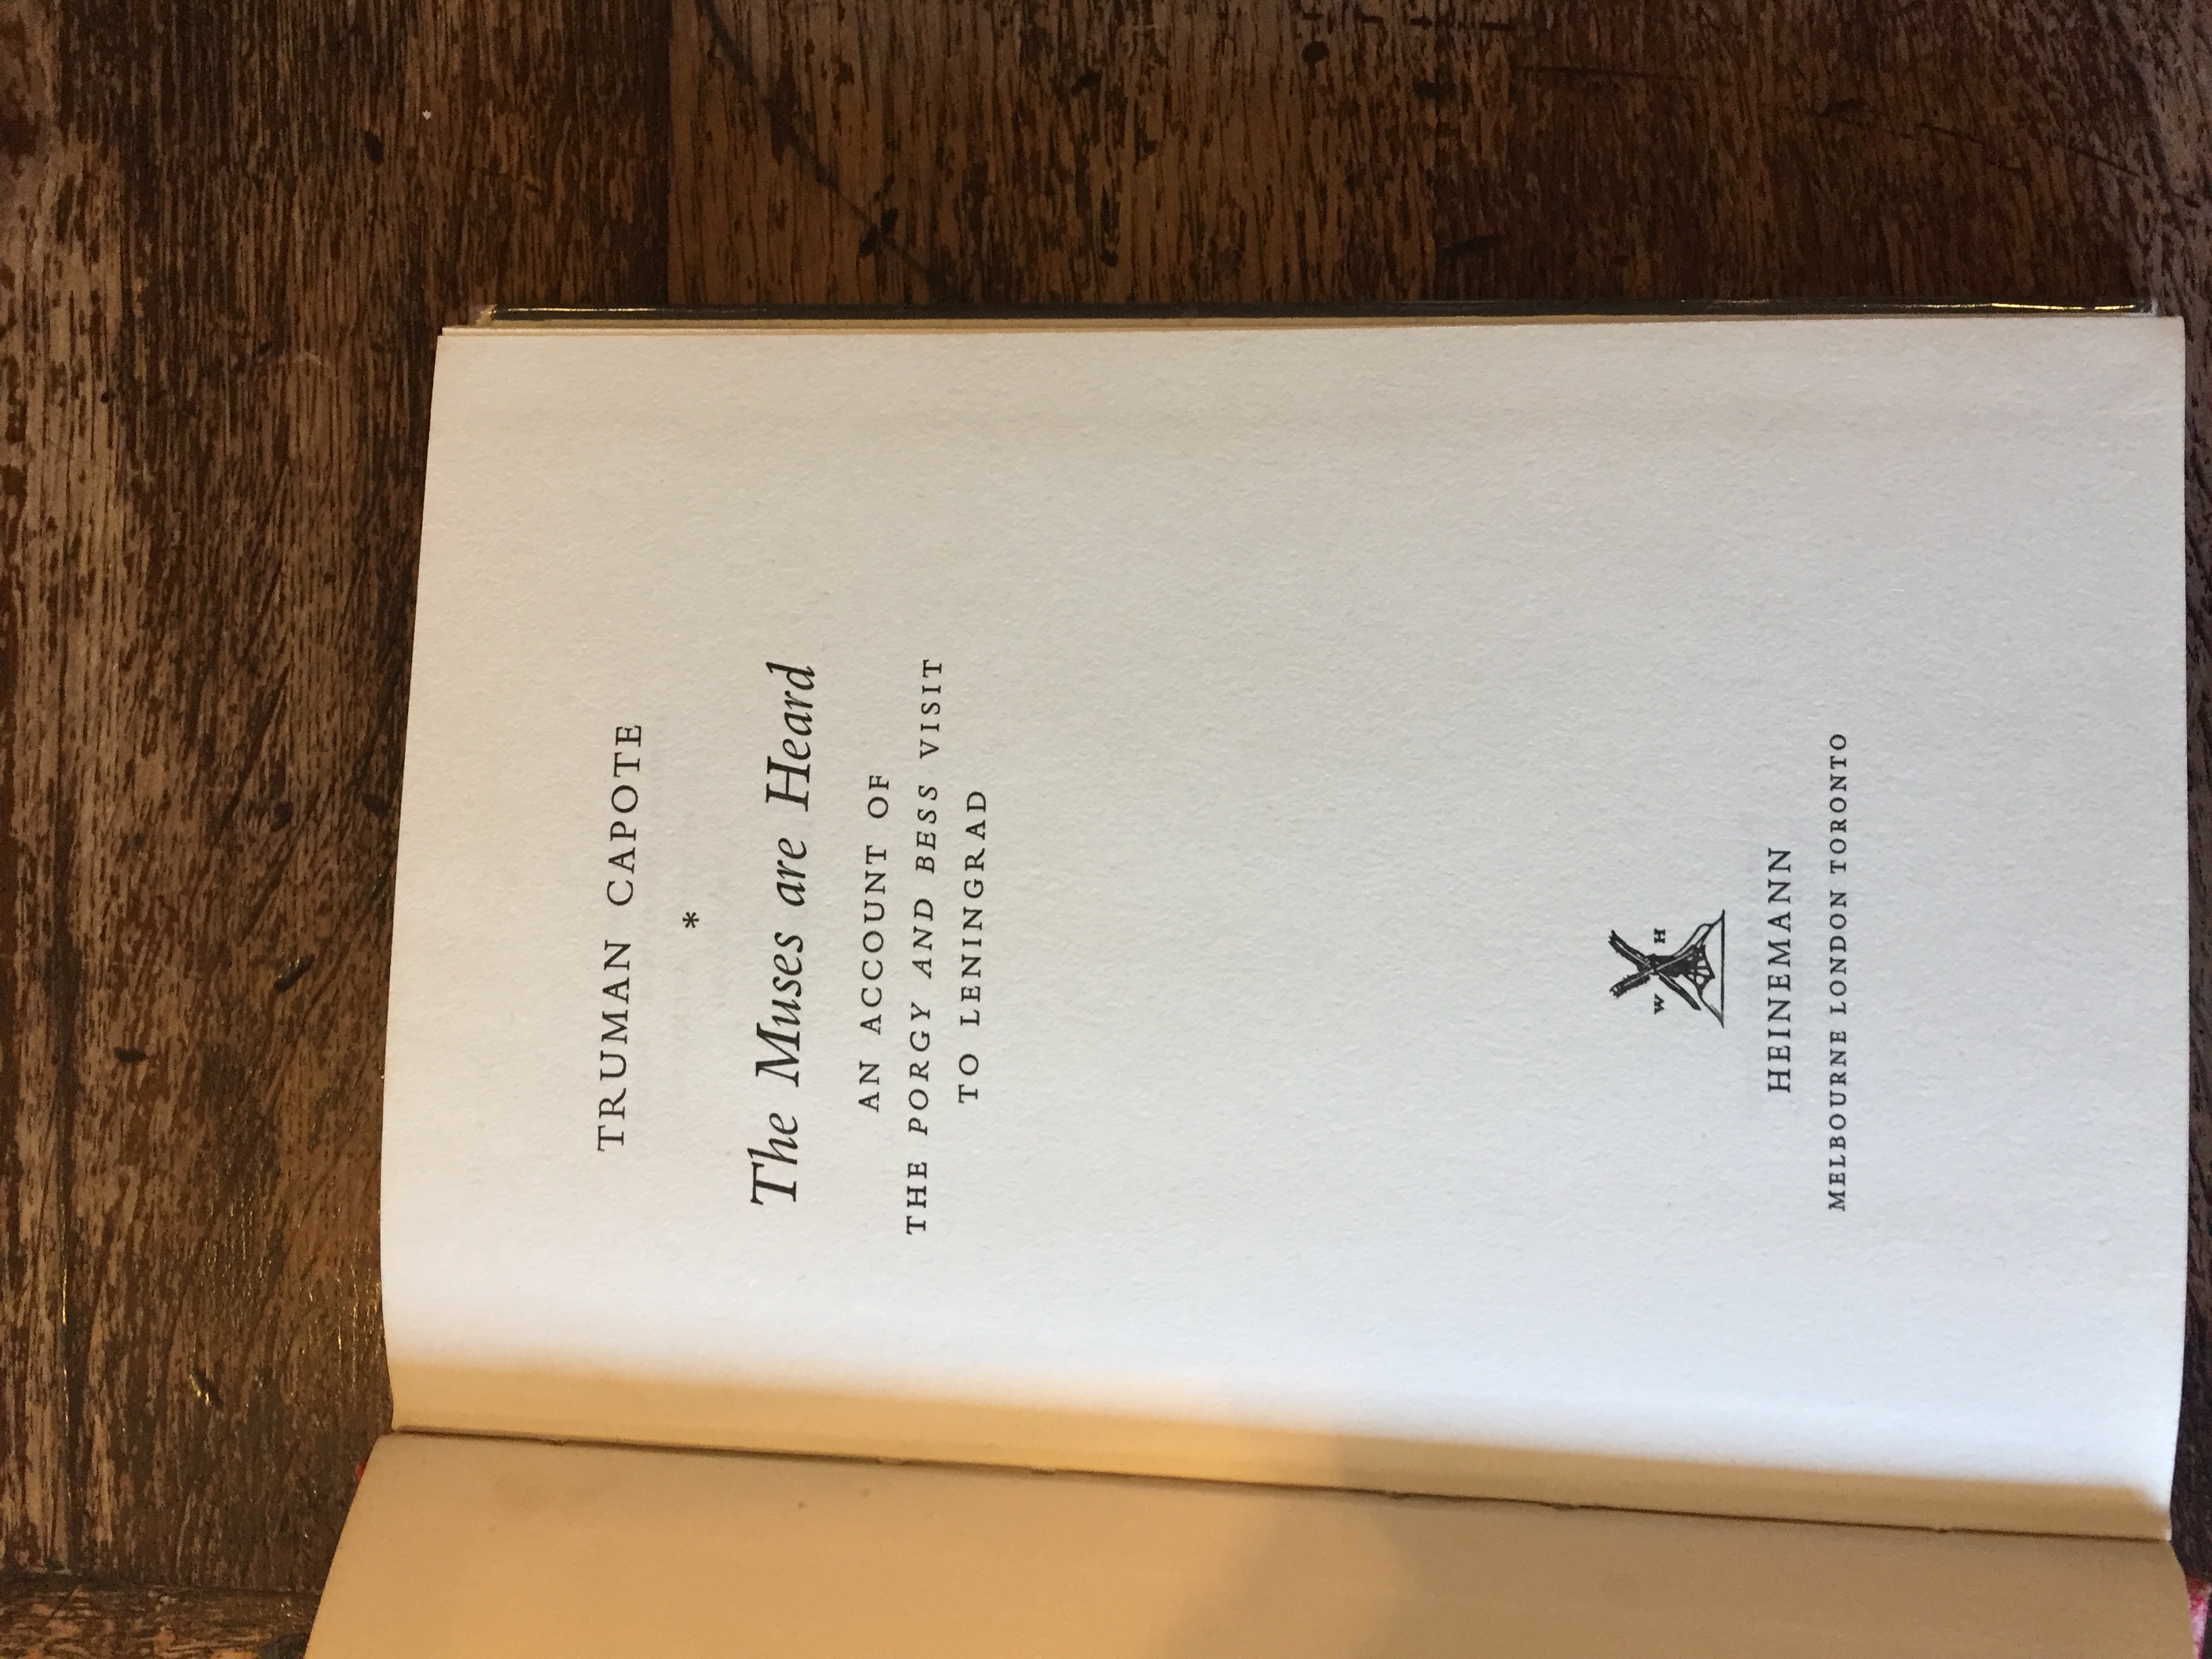 TRUMAN CAPOTE
*
The Muses are Heard
AN ACCOUNT OF
THE PORGY AND BESS VISIT
TO LENINGRAD
W H
HEINEMANN
MELBOURNE LONDON TORONTO